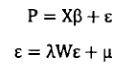 P = Xβ + ε
ε = λWε + μ